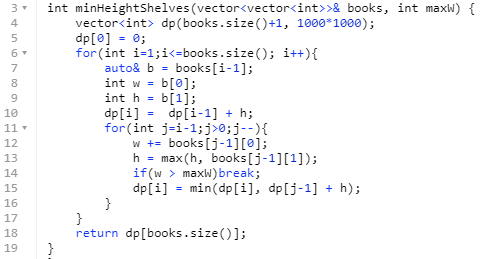 3 int minHeightShelves(vector<vector<int>>& books, int maxW) {
4 vector<int> dp(books.size()+1, 1000*1000);
5 dp[0] = 0;
6 for(int i=1;i<=books.size(); i++){
7 auto& b = books[i-1];
8 int w = b[0];
9 int h = b[1];
10 dp[i] =  dp[i-1] + h;
11 for(int j=i-1;j>0;j--){
12 w += books[j-1][0];
13 h = max(h, books[j-1][1]);
14 if(w > maxW)break;
15 dp[i] = min(dp[i], dp[j-1] + h);
16 }
17 }
18 return dp[books.size()];
19 }